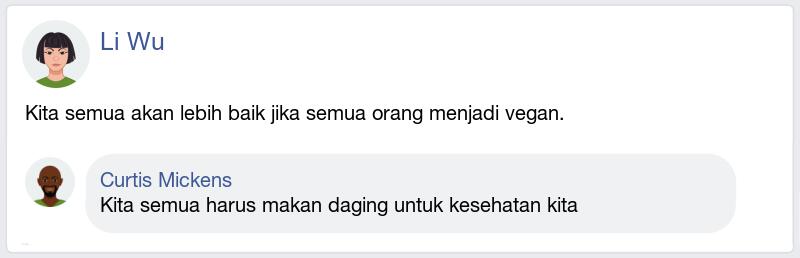 Li Wu
Kita semua akan lebih baik jika semua orang menjadi vegan.
Curtis Mickens
Kita semua harus makan daging untuk kesehatan kita